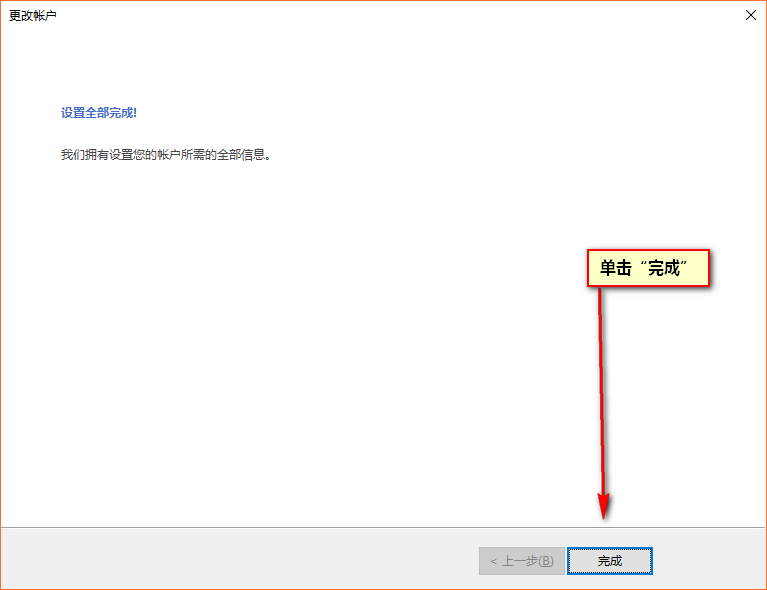 更改帐户
设置全部完成!
我们拥有设置您的帐户所需的全部信息。
单击“完成”
< 上一步(B)
完成